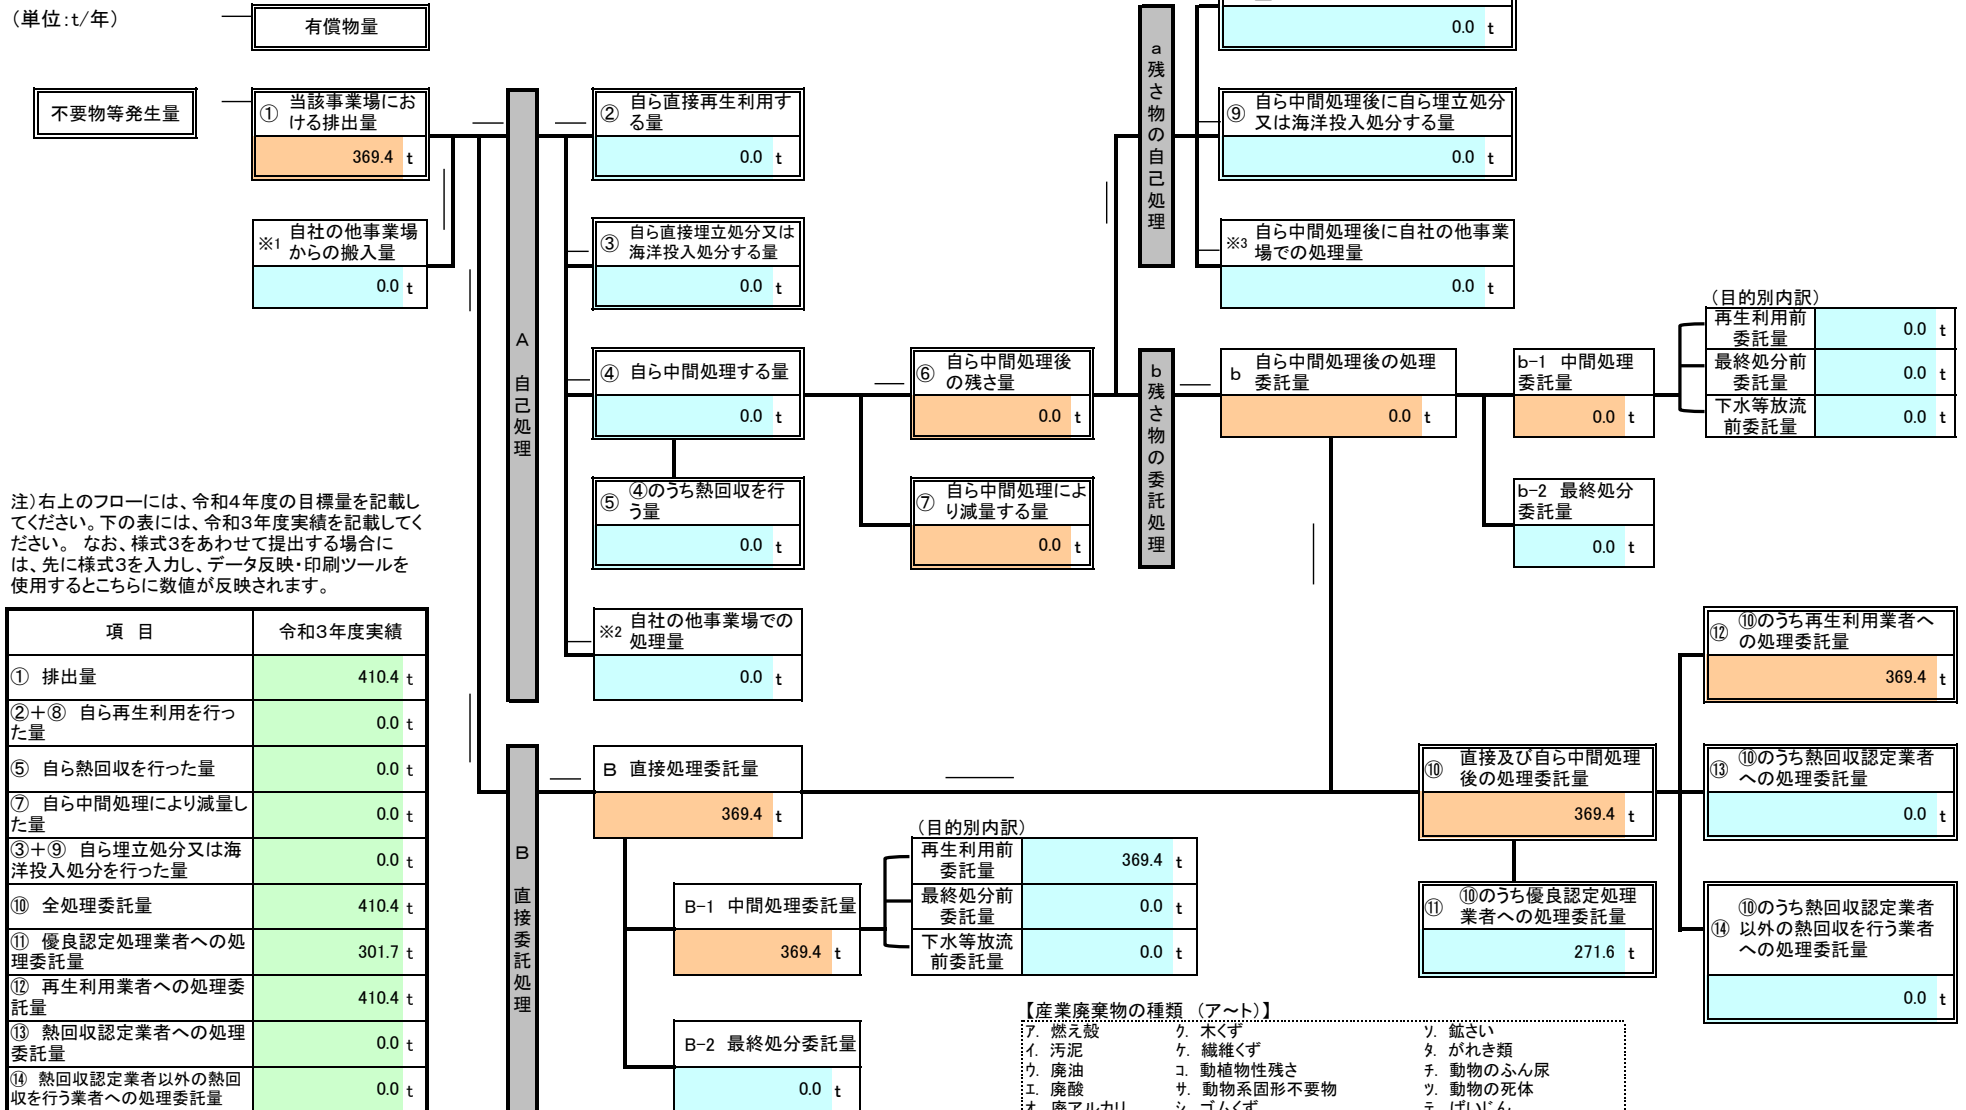 (単位:t/年)
有償物量
不要物等発生量
① 当該事業場にお
ける排出量
369.4 t
※1 自社の他事業場
からの搬入量
0.0 t
A 自己処理
② 自ら直接再生利用す
る量
0.0 t
③ 自ら直接埋立処分又は
海洋投入処分する量
0.0 t
④ 自ら中間処理する量
0.0 t
⑤ ④のうち熱回収を行
う量
0.0 t
※2 自社の他事業場での
処理量
0.0 t
⑥ 自ら中間処理後
の残さ量
0.0 t
⑦ 自ら中間処理によ
り減量する量
0.0 t
a 残さ物の自己処理
0.0 t
⑨ 自ら中間処理後に自ら埋立処分
又は海洋投入処分する量
0.0 t
※3 自ら中間処理後に自社の他事業
場での処理量
0.0 t
b 残さ物の委託処理
b 自ら中間処理後の処理
委託量
0.0 t
b-1 中間処理
委託量
0.0 t
b-2 最終処分
委託量
0.0 t
(目的別内訳)
再生利用前
委託量
0.0 t
最終処分前
委託量
0.0 t
下水等放流
前委託量
0.0 t
注)右上のフローには、令和4年度の目標量を記載し
てください。下の表には、令和3年度実績を記載してく
ださい。 なお、様式3をあわせて提出する場合に
は、先に様式3を入力し、データ反映・印刷ツールを
使用するとこちらに数値が反映されます。
項 目 令和3年度実績
① 排出量 410.4 t
②+⑧ 自ら再生利用を行っ
た量 0.0 t
⑤ 自ら熱回収を行った量 0.0 t
⑦ 自ら中間処理により減量し
た量 0.0 t
③+⑨ 自ら埋立処分又は海
洋投入処分を行った量 0.0 t
⑩ 全処理委託量 410.4 t
⑪ 優良認定処理業者への処
理委託量 301.7 t
⑫ 再生利用業者への処理委
託量 410.4 t
⑬ 熱回収認定業者への処理
委託量 0.0 t
⑭ 熱回収認定業者以外の熱回
収を行う業者への処理委託量 0.0 t
B 直接委託処理
B 直接処理委託量
369.4 t
B-1 中間処理委託量
369.4 t
B-2 最終処分委託量
0.0 t
(目的別内訳)
再生利用前
委託量
369.4 t
最終処分前
委託量
0.0 t
下水等放流
前委託量
0.0 t
⑩ 直接及び自ら中間処理
後の処理委託量
369.4 t
⑪ ⑩のうち優良認定処理
業者への処理委託量
271.6 t
⑫ ⑩のうち再生利用業者へ
の処理委託量
369.4 t
⑬ ⑩のうち熱回収認定業者
への処理委託量
0.0 t
⑭ ⑩のうち熱回収認定業者
以外の熱回収を行う業者
への処理委託量
0.0 t
【産業廃棄物の種類 (ア~ト)】
ア. 燃え殻 ク. 木くず ソ. 鉱さい
イ. 汚泥 ケ. 繊維くず タ. がれき類
ウ. 廃油 コ. 動植物性残さ チ. 動物のふん尿
エ. 廃酸 サ. 動物系固形不要物 ツ. 動物の死体
オ. 廃アルカリ シ. ゴムくず テ. ばいじん